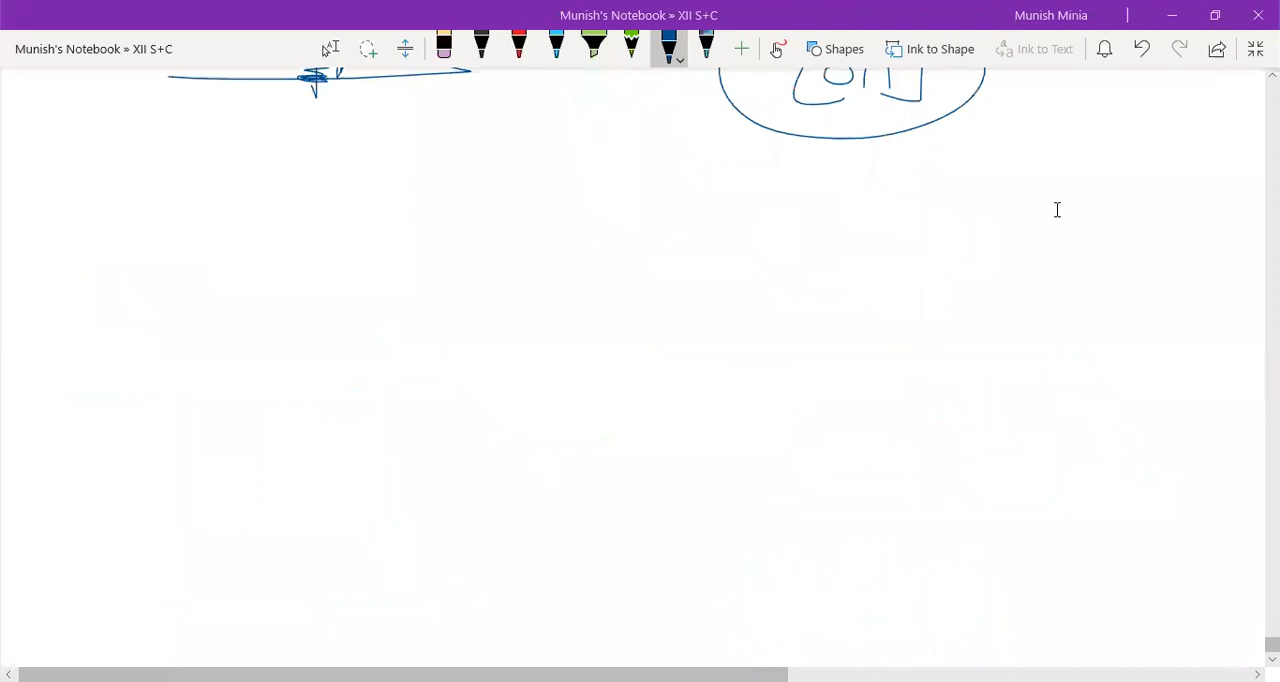 Munish's Notebook » XII S+C
Munish Minia
Munish's Notebook » XII S+C
Shapes
Ink to Shape
Ink to Text